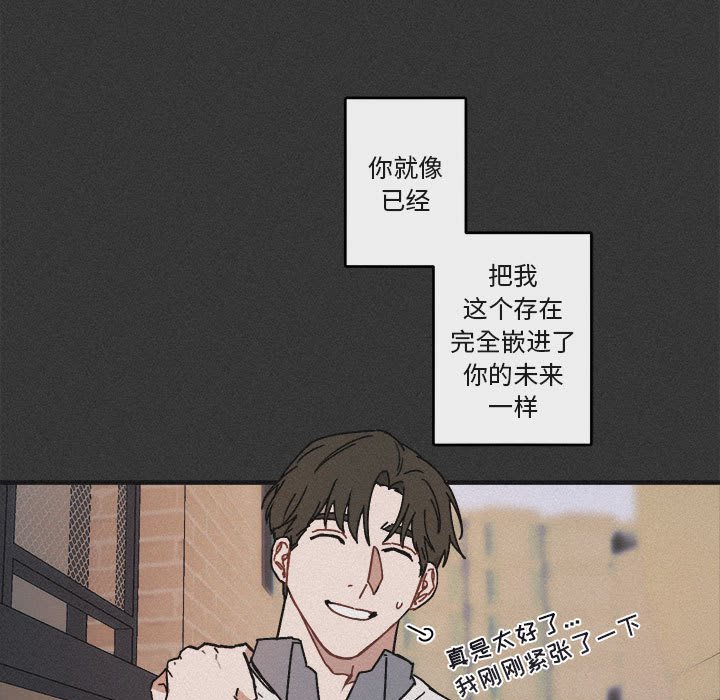 你就像
已经
把我
这个存在
完全嵌进了
你的未来
一样
真是太好了...
我刚刚紧张了一下